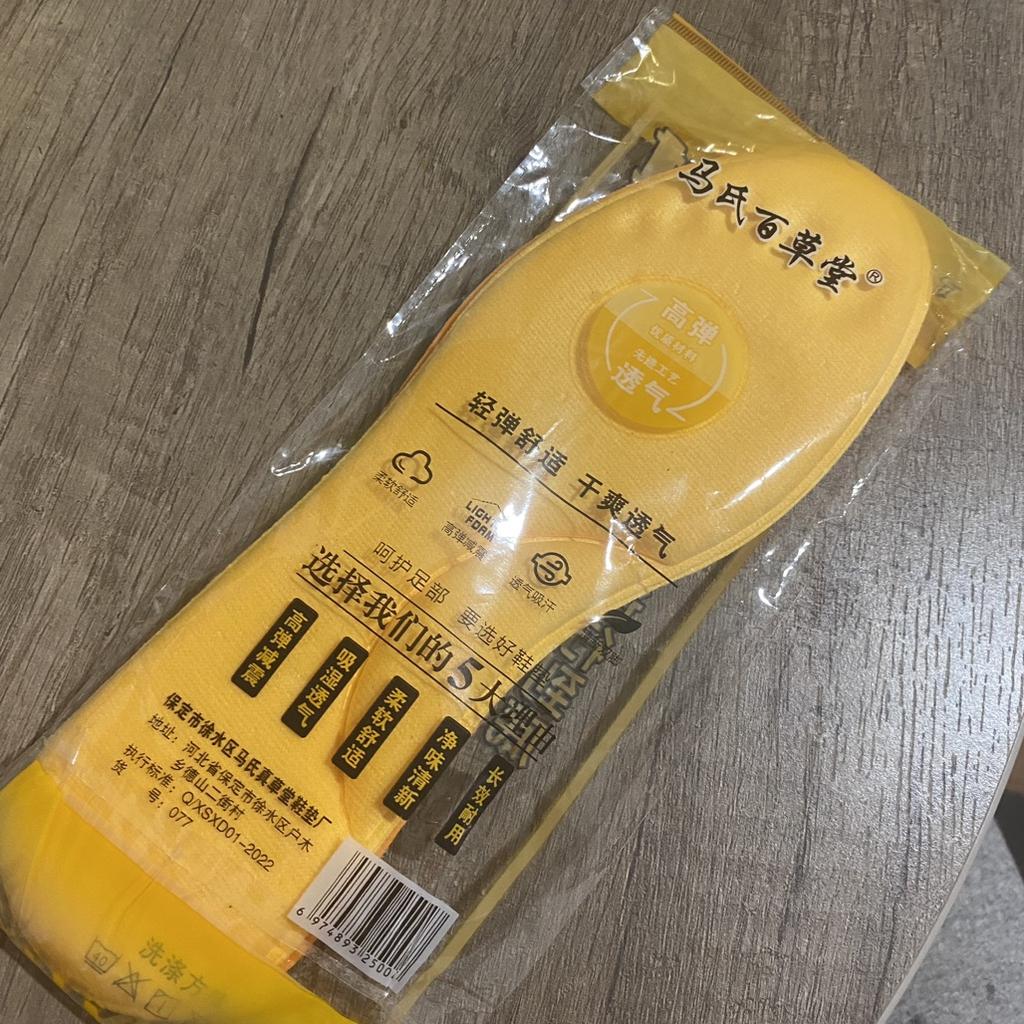 马氏百草堂®
高弹
优质材料
先进工艺
透气
轻弹舒适 干爽透气
柔软舒适
高弹减震
透气吸汗
呵护足部 要选好鞋垫
选择我们的5大理由
高弹减震
吸湿透气
柔软舒适
净味清新
长效耐用
保定市徐水区马氏真草堂鞋垫厂
地址：河北省保定市徐水区户木
乡德山二街村
执行标准：Q/XSXD01-2022
货号：077
6 974893 2500
洗涤方
40